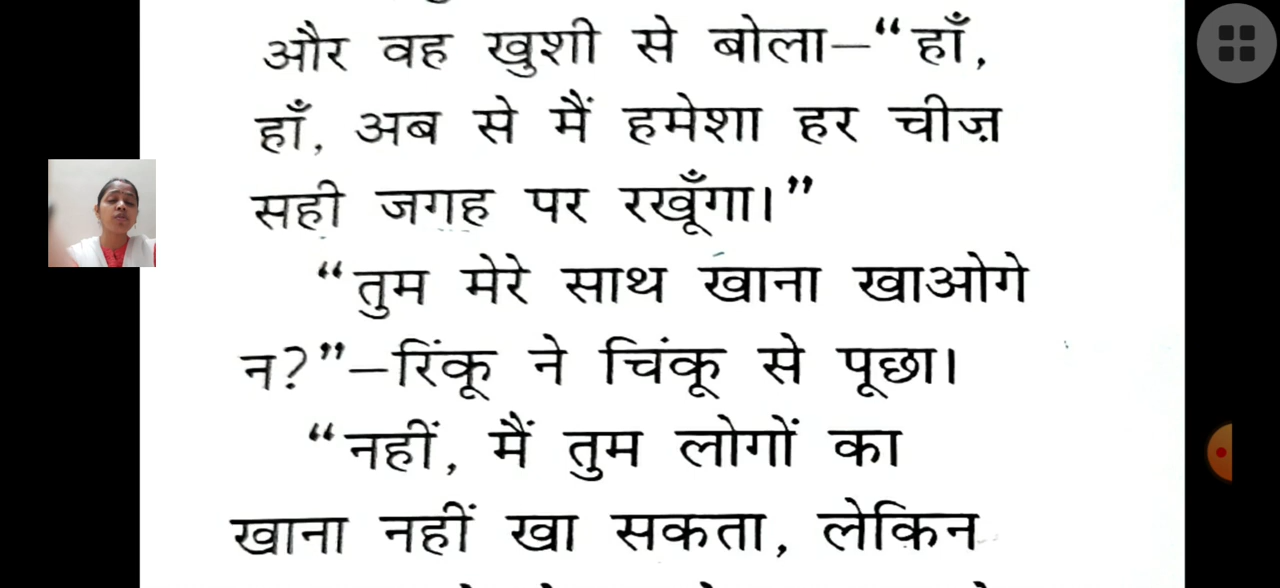 और वह खुशी से बोला–“हाँ,
हाँ, अब से मैं हमेशा हर चीज़
सही जगह पर रखूँगा।”
“तुम मेरे साथ खाना खाओगे
न?”–रिंकू ने चिंकू से पूछा।
“नहीं, मैं तुम लोगों का
खाना नहीं खा सकता, लेकिन